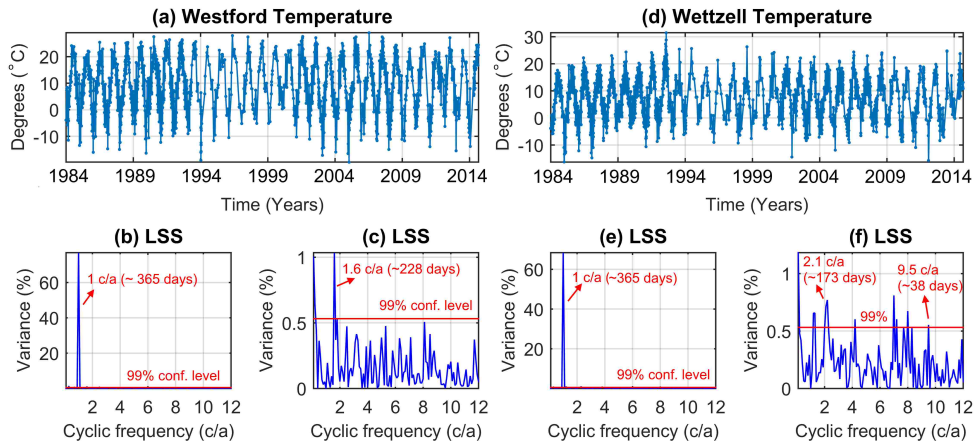 (a) Westford Temperature
Degrees (°C)
20
10
0
-10
1984 1989 1994 1999 2004 2009 2014
Time (Years)
(d) Wettzell Temperature
Degrees (°C)
30
20
10
0
-10
1984 1989 1994 1999 2004 2009 2014
Time (Years)
(b) LSS
Variance (%)
60
40
20
1 c/a (~ 365 days)
99% conf. level
2 4 6 8 10 12
Cyclic frequency (c/a)
(c) LSS
Variance (%)
1
0.5
0
1.6 c/a (~228 days)
99% conf. level
2 4 6 8 10 12
Cyclic frequency (c/a)
(e) LSS
Variance (%)
60
40
20
1 c/a (~365 days)
99% conf. level
2 4 6 8 10 12
Cyclic frequency (c/a)
(f) LSS
Variance (%)
1
0.5
0
2.1 c/a
(~173 days)
9.5 c/a
(~38 days)
99%
2 4 6 8 10 12
Cyclic frequency (c/a)